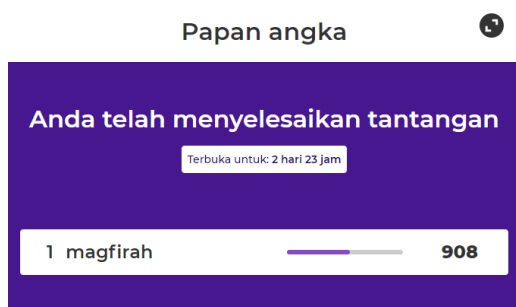 Papan angka
Anda telah menyelesaikan tantangan
Terbuka untuk: 2 hari 23 jam
1 magfirah 908